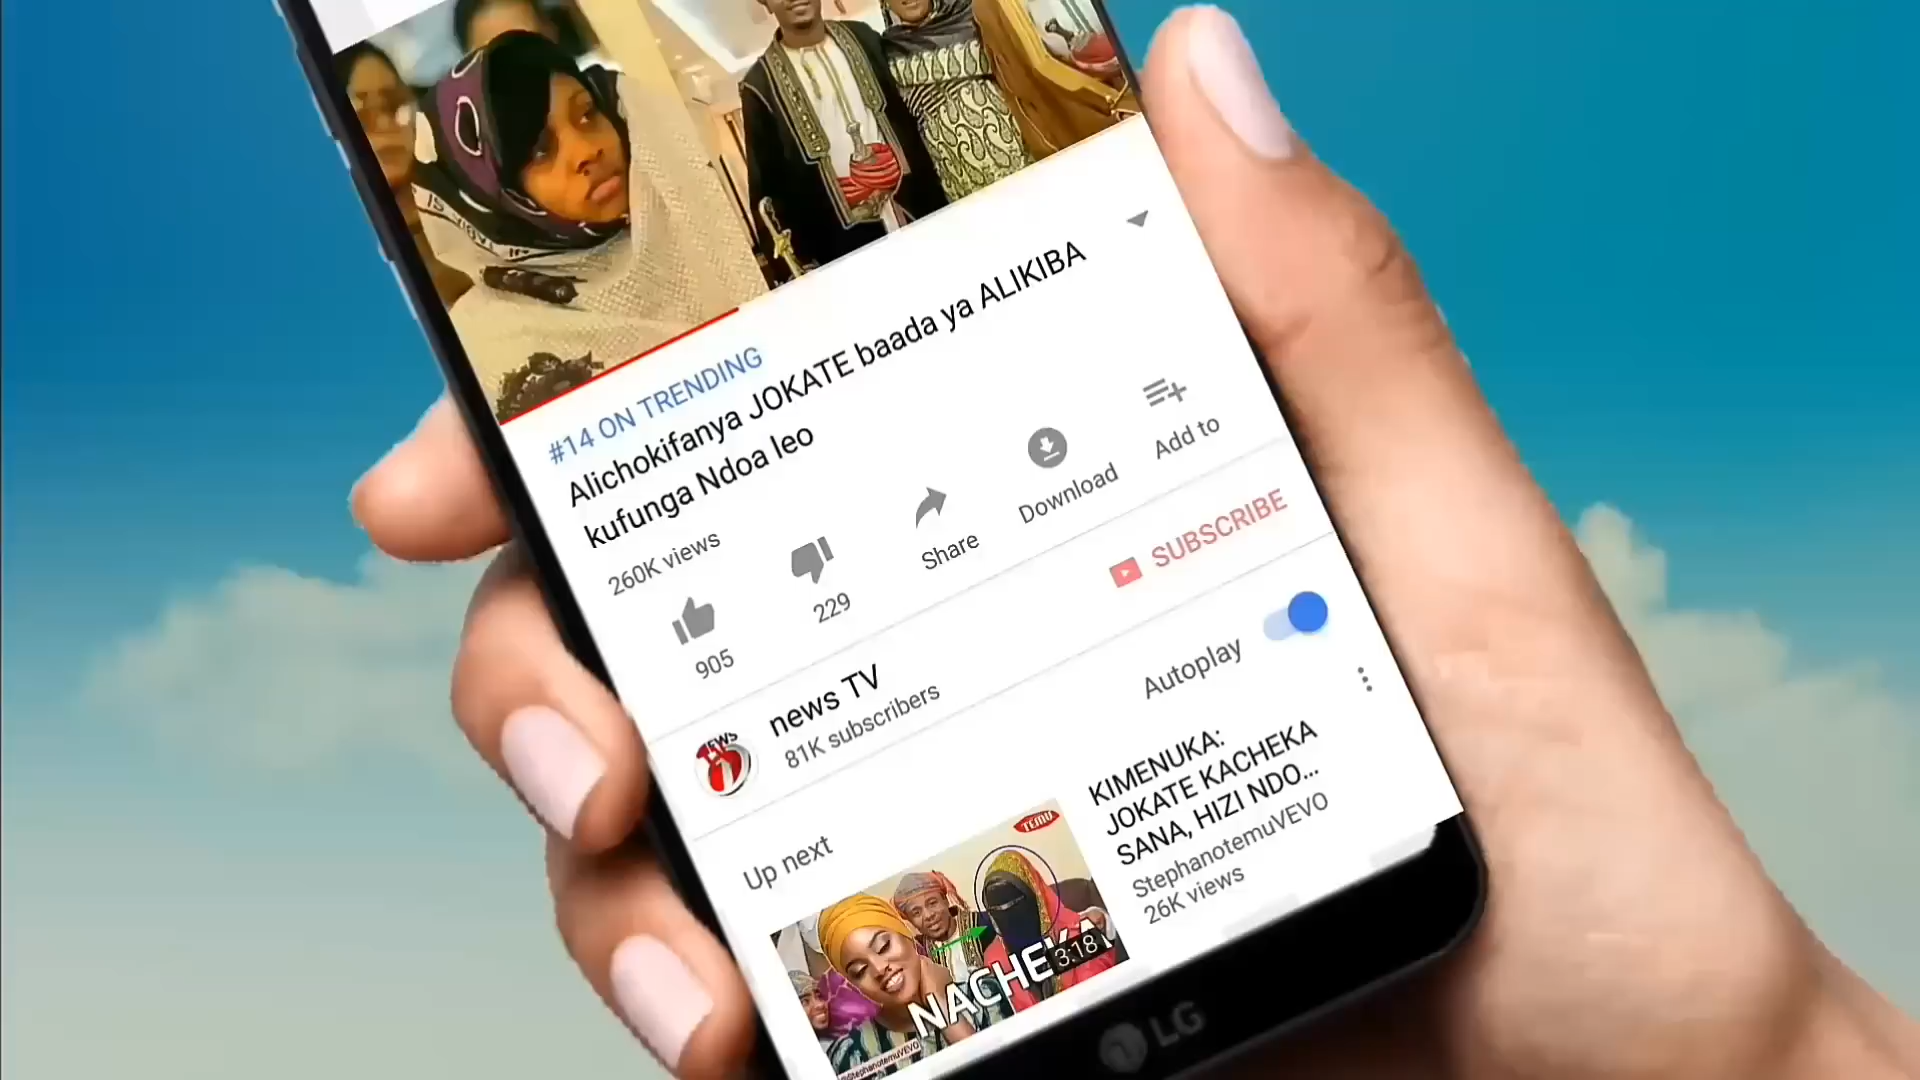 #14 ON TRENDING
Alichokifanya JOKATE baada ya ALIKIBA
kufunga Ndoa leo
260K views
905
229
Share
Download
Add to
news TV
81K subscribers
SUBSCRIBE
Autoplay
Up next
KIMENUKA:
JOKATE KACHEKA
SANA, HIZI NDO...
StephanotemuVEVO
26K views
TEMU
NACHEKA
3:18
StephanotemuVEVO
LG